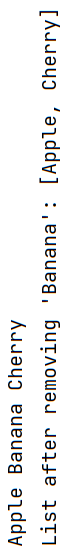 Apple Banana Cherry
List after removing 'Banana': [Apple, Cherry]